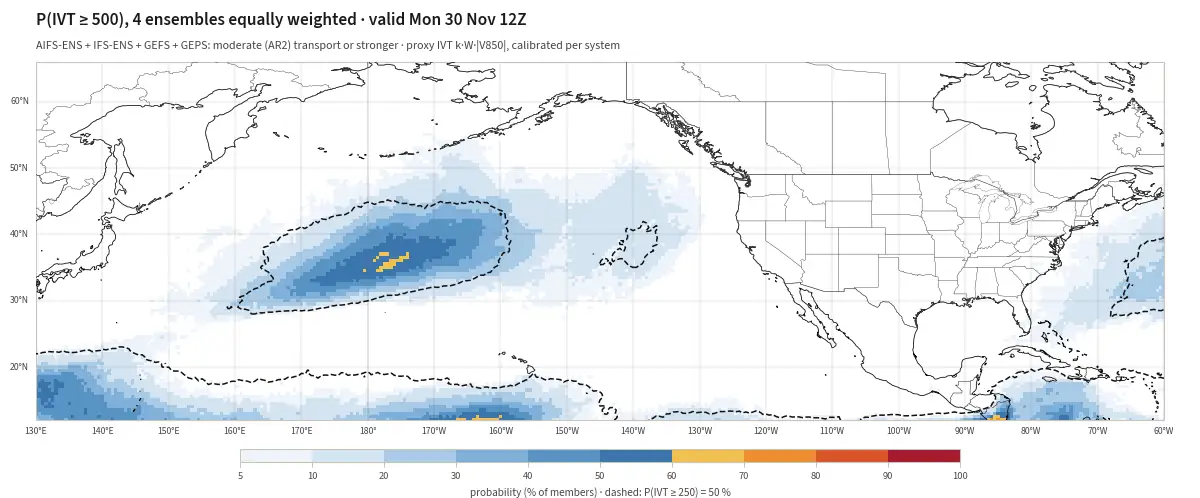 P(IVT ≥ 500), 4 ensembles equally weighted · valid Mon 30 Nov 12Z
AIFS-ENS + IFS-ENS + GEFS + GEPS: moderate (AR2) transport or stronger · proxy IVT k·W·|V850|, calibrated per system
60°N
50°N
40°N
30°N
20°N
130°E 140°E 150°E 160°E 170°E 180° 170°W 160°W 150°W 140°W 130°W 120°W 110°W 100°W 90°W 80°W 70°W 60°W
5 10 20 30 40 50 60 70 80 90 100
probability (% of members) · dashed: P(IVT ≥ 250) = 50 %